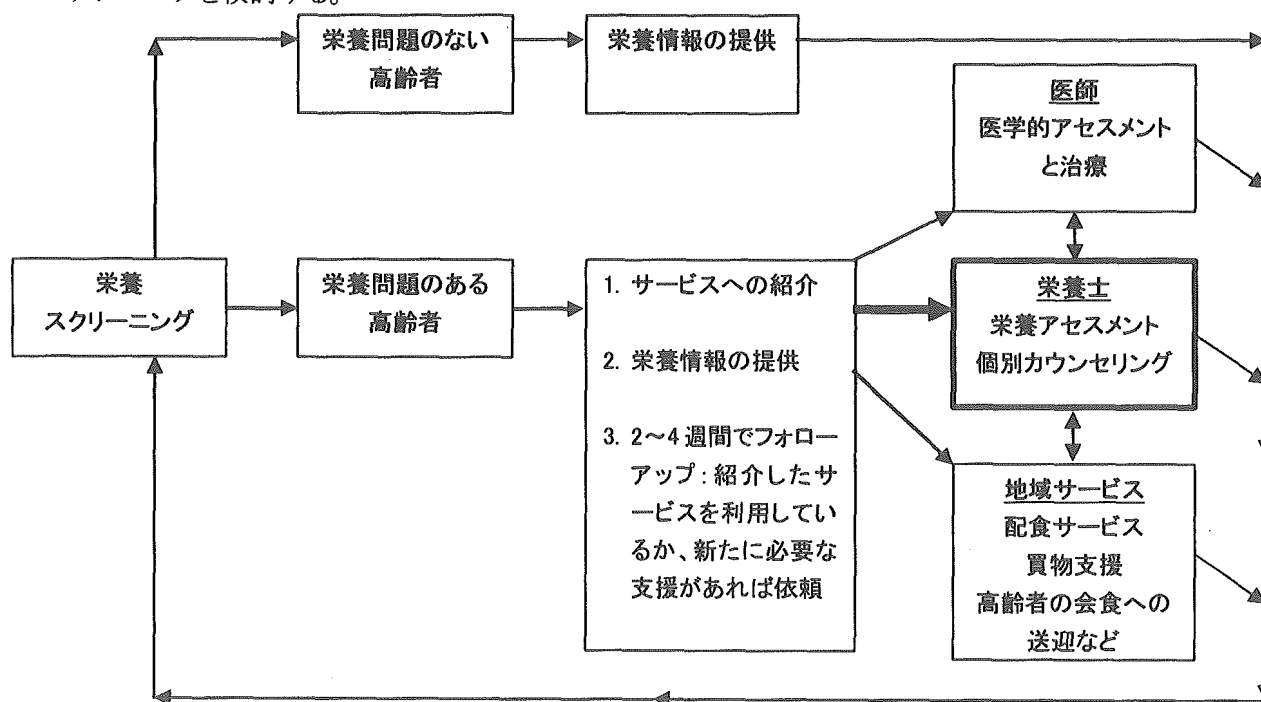 栄養問題のない
高齢者
栄養情報の提供
医師
医学的アセスメント
と治療
栄養
スクリーニング
栄養問題のある
高齢者
1. サービスへの紹介
2. 栄養情報の提供
3. 2~4週間でフォロー
アップ:紹介したサ
ービスを利用してい
るか、新たに必要な
支援があれば依頼
栄養士
栄養アセスメント
個別カウンセリング
地域サービス
配食サービス
買物支援
高齢者の会食への
送迎など